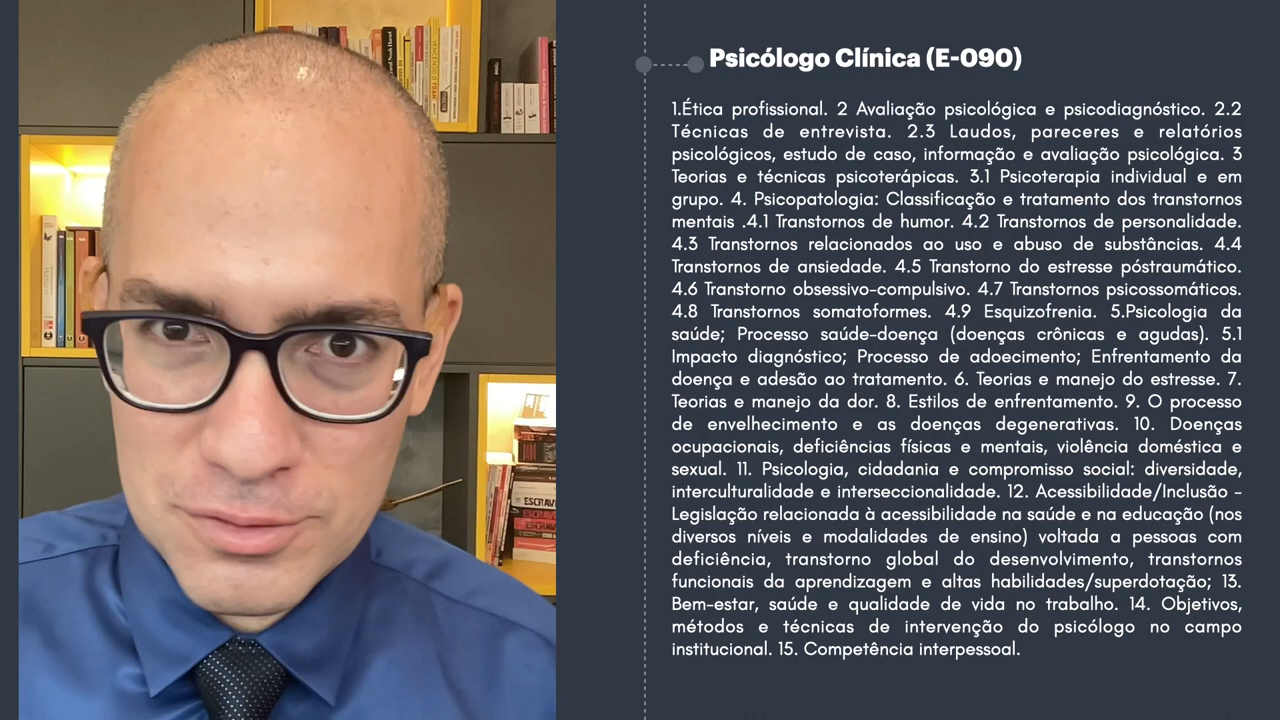 Psicólogo Clínica (E-090)
1.Ética profissional. 2 Avaliação psicológica e psicodiagnóstico. 2.2
Técnicas de entrevista. 2.3 Laudos, pareceres e relatórios
psicológicos, estudo de caso, informação e avaliação psicológica. 3
Teorias e técnicas psicoterápicas. 3.1 Psicoterapia individual e em
grupo. 4. Psicopatologia: Classificação e tratamento dos transtornos
mentais .4.1 Transtornos de humor. 4.2 Transtornos de personalidade.
4.3 Transtornos relacionados ao uso e abuso de substâncias. 4.4
Transtornos de ansiedade. 4.5 Transtorno do estresse póstraumático.
4.6 Transtorno obsessivo-compulsivo. 4.7 Transtornos psicossomáticos.
4.8 Transtornos somatoformes. 4.9 Esquizofrenia. 5.Psicologia da
saúde; Processo saúde-doença (doenças crônicas e agudas). 5.1
Impacto diagnóstico; Processo de adoecimento; Enfrentamento da
doença e adesão ao tratamento. 6. Teorias e manejo do estresse. 7.
Teorias e manejo da dor. 8. Estilos de enfrentamento. 9. O processo
de envelhecimento e as doenças degenerativas. 10. Doenças
ocupacionais, deficiências físicas e mentais, violência doméstica e
sexual. 11. Psicologia, cidadania e compromisso social: diversidade,
interculturalidade e interseccionalidade. 12. Acessibilidade/Inclusão -
Legislação relacionada à acessibilidade na saúde e na educação (nos
diversos níveis e modalidades de ensino) voltada a pessoas com
deficiência, transtorno global do desenvolvimento, transtornos
funcionais da aprendizagem e altas habilidades/superdotação; 13.
Bem-estar, saúde e qualidade de vida no trabalho. 14. Objetivos,
métodos e técnicas de intervenção do psicólogo no campo
institucional. 15. Competência interpessoal.